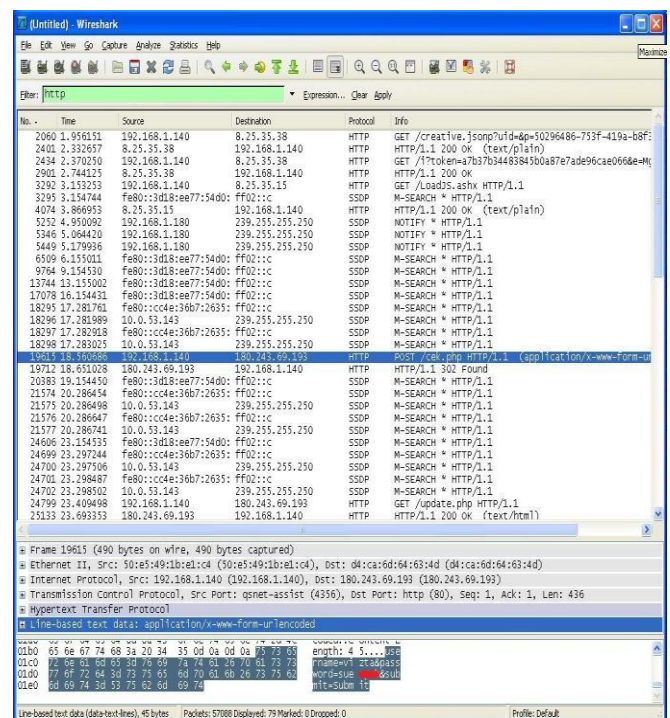 (Untitled) - Wireshark
File Edit View Go Capture Analyze Statistics Help
Maximize
Filter: http Expression... Clear Apply
No. - Time Source Destination Protocol Info
2060 1.956151 192.168.1.140 8.25.35.38 HTTP GET /creative.jsonp?uid=&p=50296486-753f-419a-b8f3
2401 2.332657 8.25.35.38 192.168.1.140 HTTP HTTP/1.1 200 OK (text/plain)
2434 2.370250 192.168.1.140 8.25.35.38 HTTP
2901 2.744125 8.25.35.38 192.168.1.140 HTTP HTTP/1.1 200 OK
3292 3.153253 192.168.1.140 8.25.35.15 HTTP GET /LoadJS.ashx HTTP/1.1
3295 3.154744 fe80::3d18:ee77:54d0: ff02::c SSDP M-SEARCH * HTTP/1.1
4074 3.866953 8.25.35.15 192.168.1.140 HTTP HTTP/1.1 200 OK (text/plain)
5252 4.950092 192.168.1.180 239.255.255.250 SSDP NOTIFY * HTTP/1.1
5346 5.064420 192.168.1.180 239.255.255.250 SSDP NOTIFY * HTTP/1.1
5449 5.179936 192.168.1.180 239.255.255.250 SSDP NOTIFY * HTTP/1.1
6509 6.155011 fe80::3d18:ee77:54d0: ff02::c SSDP M-SEARCH * HTTP/1.1
9764 9.154530 fe80::3d18:ee77:54d0: ff02::c SSDP M-SEARCH * HTTP/1.1
13744 13.155002 fe80::3d18:ee77:54d0: ff02::c SSDP M-SEARCH * HTTP/1.1
17078 16.154431 fe80::3d18:ee77:54d0: ff02::c SSDP M-SEARCH * HTTP/1.1
18295 17.281761 fe80::cc4e:36b7:2635: ff02::c SSDP M-SEARCH * HTTP/1.1
18296 17.281989 10.0.53.143 239.255.255.250 SSDP M-SEARCH * HTTP/1.1
18297 17.282918 fe80::cc4e:36b7:2635: ff02::c SSDP M-SEARCH * HTTP/1.1
18298 17.283025 10.0.53.143 239.255.255.250 SSDP M-SEARCH * HTTP/1.1
19615 18.560686 192.168.1.140 180.243.69.193 HTTP POST /cek.php HTTP/1.1 (application/x-www-form-ur
19712 18.651028 180.243.69.193 192.168.1.140 HTTP HTTP/1.1 302 Found
20383 19.154450 fe80::3d18:ee77:54d0: ff02::c SSDP M-SEARCH * HTTP/1.1
21574 20.286454 fe80::cc4e:36b7:2635: ff02::c SSDP M-SEARCH * HTTP/1.1
21575 20.286498 10.0.53.143 239.255.255.250 SSDP M-SEARCH * HTTP/1.1
21576 20.286647 fe80::cc4e:36b7:2635: ff02::c SSDP M-SEARCH * HTTP/1.1
21577 20.286741 10.0.53.143 239.255.255.250 SSDP M-SEARCH * HTTP/1.1
24606 23.154535 fe80::3d18:ee77:54d0: ff02::c SSDP M-SEARCH * HTTP/1.1
24699 23.297244 fe80::cc4e:36b7:2635: ff02::c SSDP M-SEARCH * HTTP/1.1
24700 23.297506 10.0.53.143 239.255.255.250 SSDP M-SEARCH * HTTP/1.1
24701 23.298487 fe80::cc4e:36b7:2635: ff02::c SSDP M-SEARCH * HTTP/1.1
24702 23.298502 10.0.53.143 239.255.255.250 SSDP M-SEARCH * HTTP/1.1
24799 23.409498 192.168.1.140 180.243.69.193 HTTP GET /update.php HTTP/1.1
25133 23.693353 180.243.69.193 192.168.1.140 HTTP HTTP/1.1 200 OK (text/html)
Frame 19615 (490 bytes on wire, 490 bytes captured)
Ethernet II, Src: 50:e5:49:1b:e1:c4 (50:e5:49:1b:e1:c4), Dst: d4:ca:6d:64:63:4d (d4:ca:6d:64:63:4d)
Internet Protocol, Src: 192.168.1.140 (192.168.1.140), Dst: 180.243.69.193 (180.243.69.193)
Transmission Control Protocol, Src Port: qsnet-assist (4356), Dst Port: http (80), Seq: 1, Ack: 1, Len: 436
Hypertext Transfer Protocol
Line-based text data: application/x-www-form-urlencoded
01b0 65 6e 67 74 68 3a 20 34 35 0d 0a 0d 0a 75 73 65 ength: 4 5....use
01c0 72 6e 61 6d 65 3d 76 69 7a 74 61 26 70 61 73 73 rname=vi zta&pass
01d0 word=sue &sub
01e0 6d 69 74 3d 53 75 62 6d 69 74 mit=Subm it
Line-based text data (data-text-lines), 45 bytes Packets: 57088 Displayed: 79 Marked: 0 Dropped: 0 Profile: Default